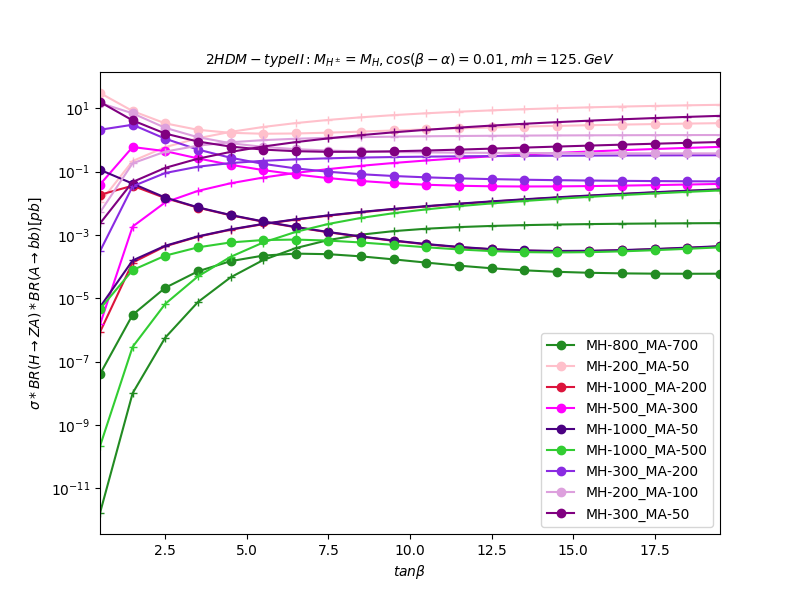 2HDM − typeII : M_{H^±} = M_H, cos(β − α) = 0.01, mh = 125. GeV
σ * BR(H → ZA) * BR(A → bb)[pb]
10^1
10^{−1}
10^{−3}
10^{−5}
10^{−7}
10^{−9}
10^{−11}
MH-800_MA-700
MH-200_MA-50
MH-1000_MA-200
MH-500_MA-300
MH-1000_MA-50
MH-1000_MA-500
MH-300_MA-200
MH-200_MA-100
MH-300_MA-50
2.5 5.0 7.5 10.0 12.5 15.0 17.5
tanβ